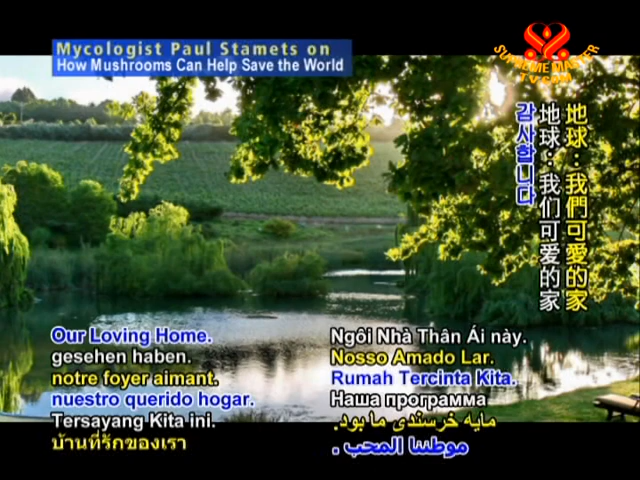 Mycologist Paul Stamets on
How Mushrooms Can Help Save the World
SUPREME MASTER
TV.COM
地球：我們可愛的家
地球：我们可爱的家
감사합니다
Our Loving Home.
gesehen haben.
notre foyer aimant.
nuestro querido hogar.
Tersayang Kita ini.
บ้านที่รักของเรา
Ngôi Nhà Thân Ái này.
Nosso Amado Lar.
Rumah Tercinta Kita.
Наша программа
مایه خرسندی ما بود.
موطننا المحب .